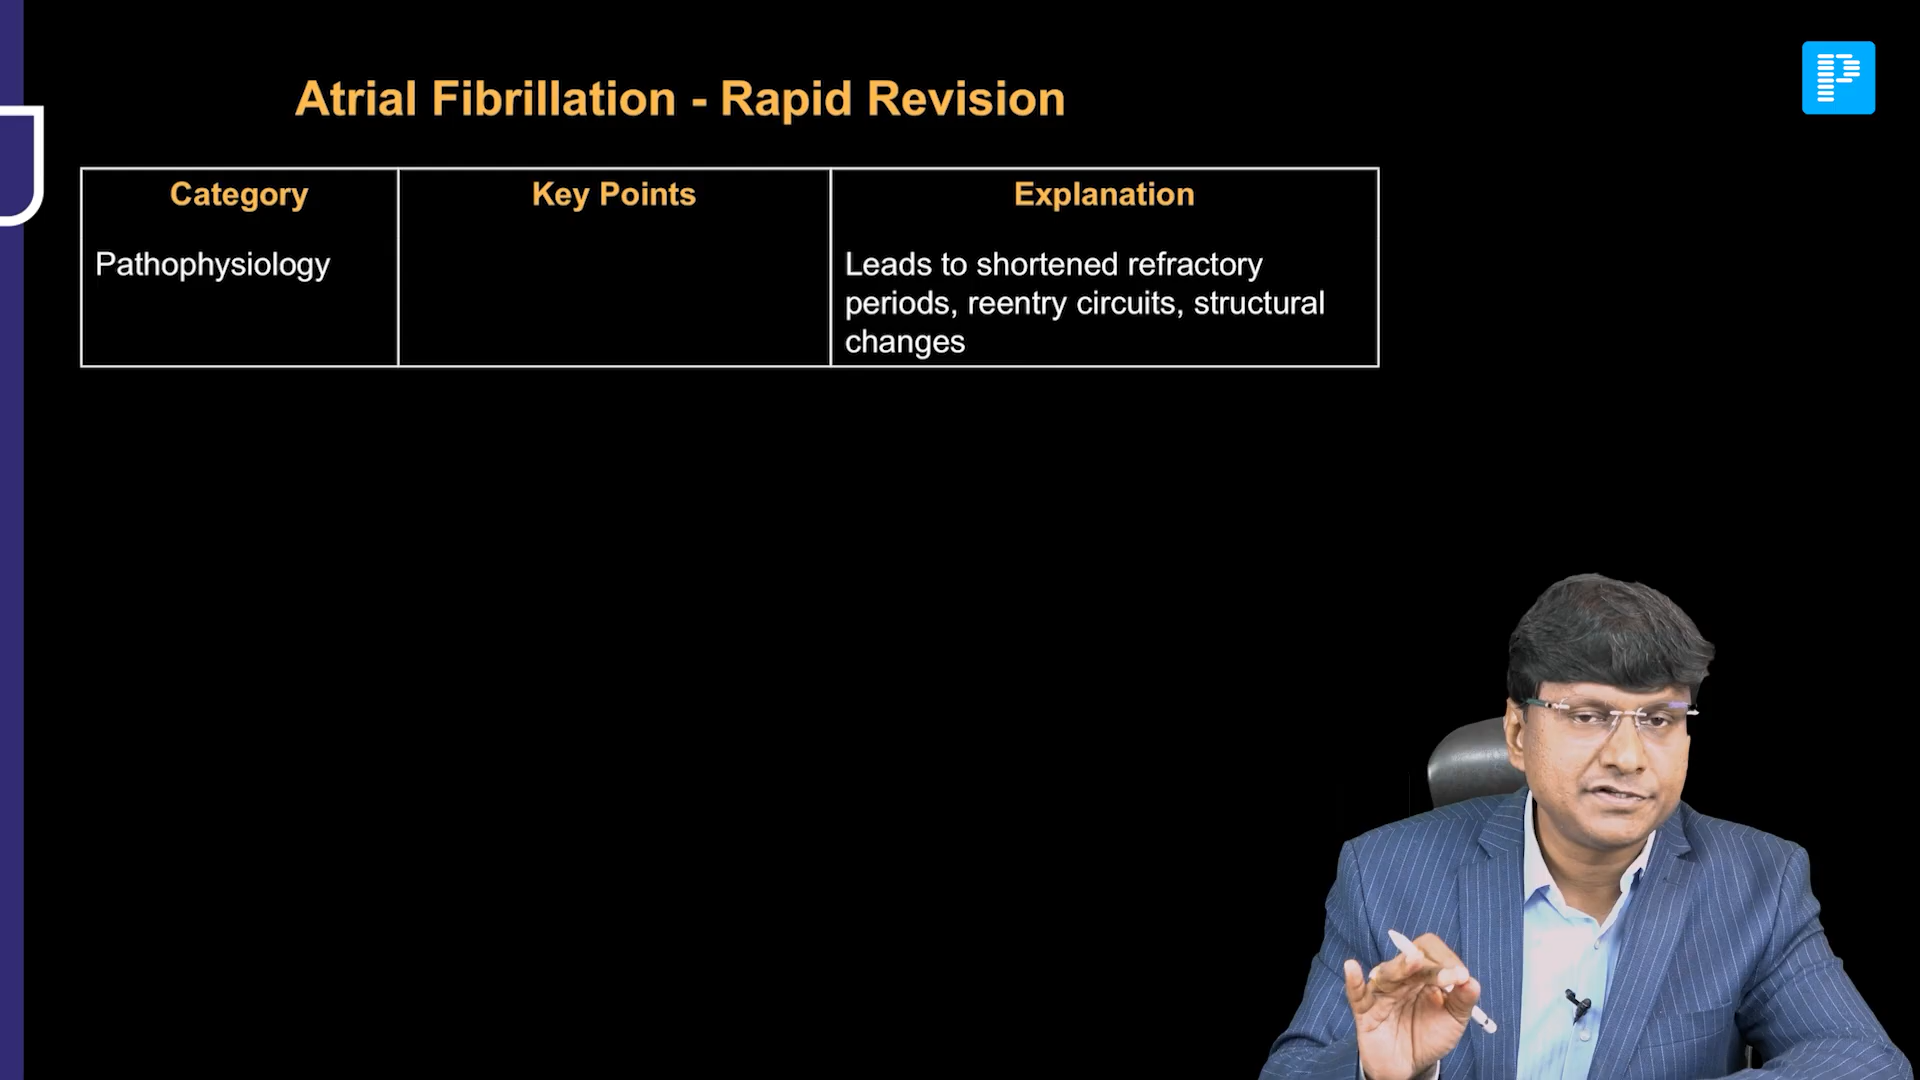 Atrial Fibrillation - Rapid Revision
Category
Key Points
Explanation
Pathophysiology
Leads to shortened refractory
periods, reentry circuits, structural
changes